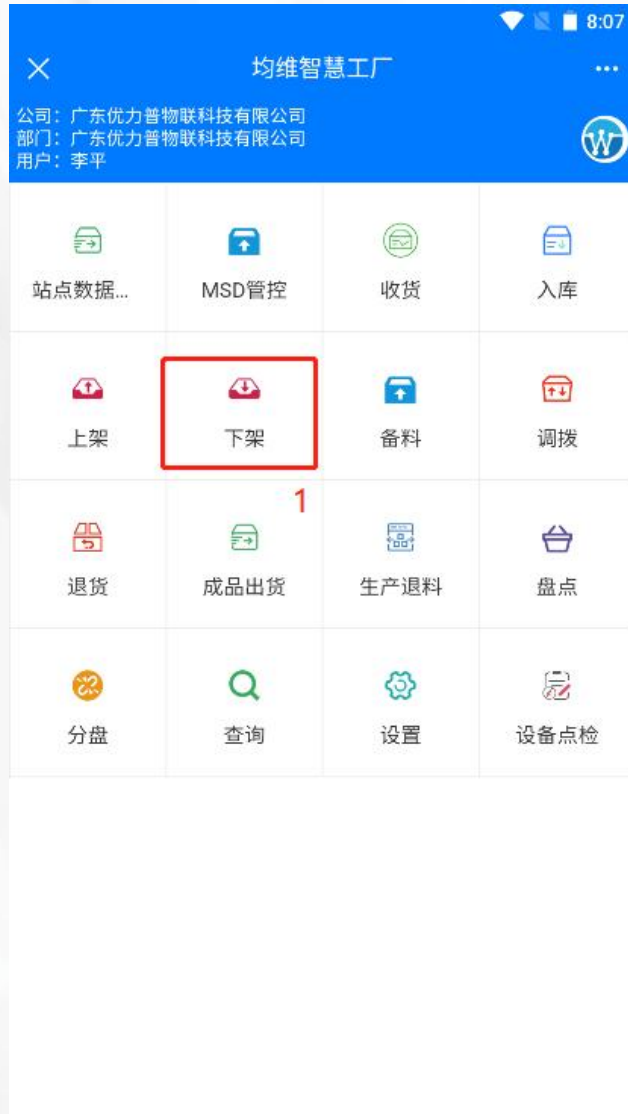 8:07
均维智慧工厂
公司：广东优力普物联科技有限公司
部门：广东优力普物联科技有限公司
用户：李平
站点数据...
MSD管控
收货
入库
上架
下架
备料
调拨
1
退货
成品出货
生产退料
盘点
分盘
查询
设置
设备点检